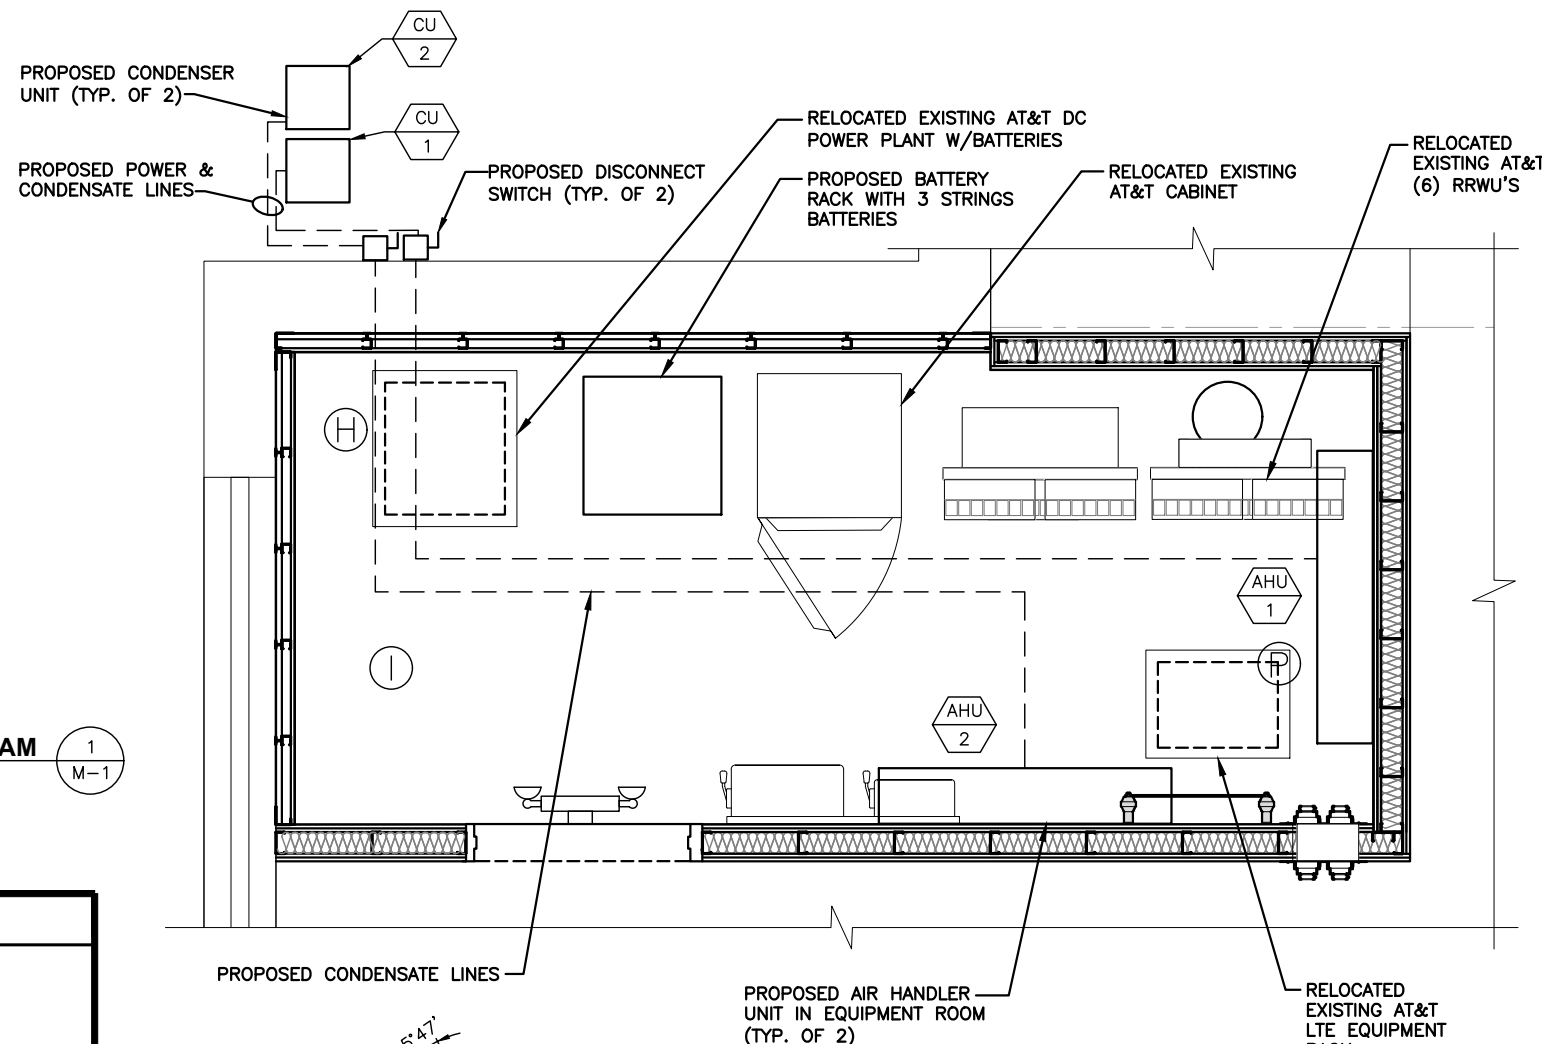 CU
2
PROPOSED CONDENSER
UNIT (TYP. OF 2)
CU
1
PROPOSED POWER &
CONDENSATE LINES
PROPOSED DISCONNECT
SWITCH (TYP. OF 2)
RELOCATED EXISTING AT&T DC
POWER PLANT W/BATTERIES
PROPOSED BATTERY
RACK WITH 3 STRINGS
BATTERIES
RELOCATED EXISTING
AT&T CABINET
RELOCATED
EXISTING AT&T
(6) RRWU'S
H
AHU
1
I
P
AHU
2
AM
1
M-1
PROPOSED CONDENSATE LINES
PROPOSED AIR HANDLER
UNIT IN EQUIPMENT ROOM
(TYP. OF 2)
RELOCATED
EXISTING AT&T
LTE EQUIPMENT
5°47'